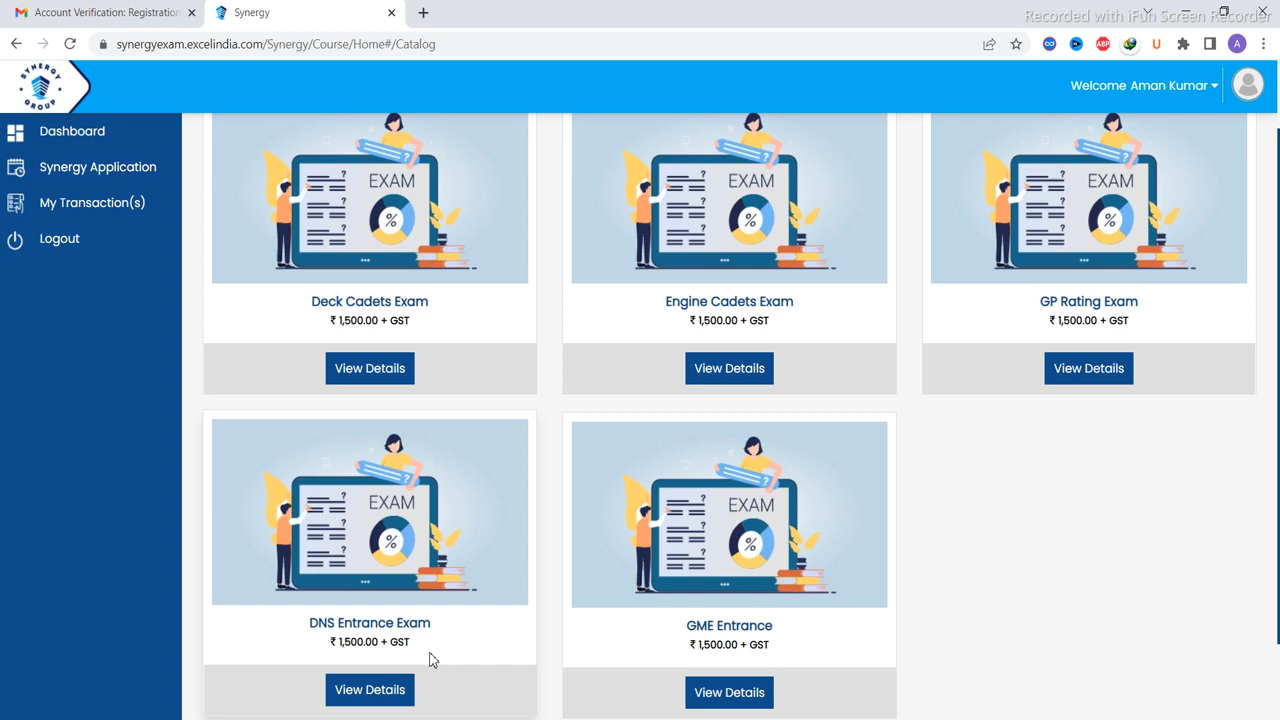 Account Verification: Registration
Synergy
Recorded with iFun Screen Recorder
synergyexam.excelindia.com/Synergy/Course/Home#/Catalog
ABP
U
A
SYNERGY
GROUP
Welcome Aman Kumar
Dashboard
Synergy Application
My Transaction(s)
Logout
EXAM
%
EXAM
%
EXAM
%
Deck Cadets Exam
Engine Cadets Exam
GP Rating Exam
₹ 1,500.00 + GST
₹ 1,500.00 + GST
₹ 1,500.00 + GST
View Details
View Details
View Details
EXAM
%
EXAM
%
DNS Entrance Exam
GME Entrance
₹ 1,500.00 + GST
₹ 1,500.00 + GST
View Details
View Details